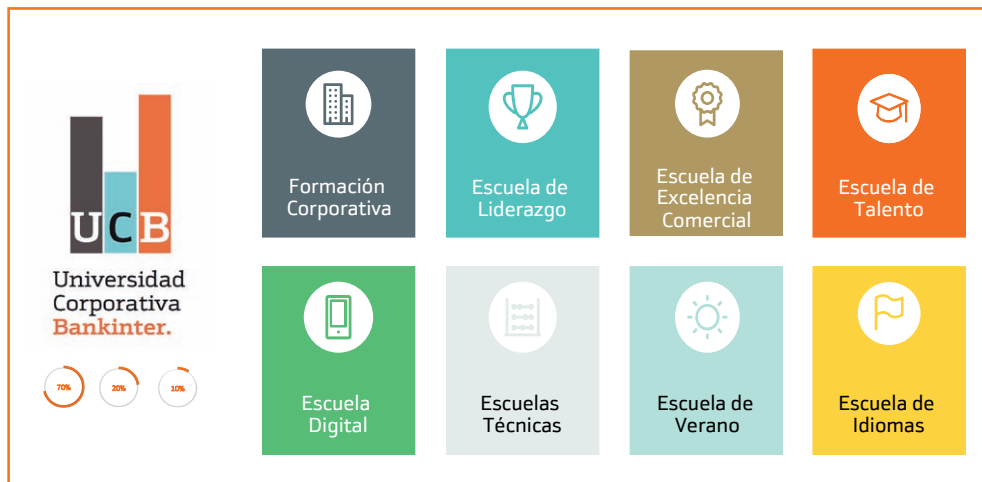 UCB
Universidad
Corporativa
Bankinter.
70%
20%
10%
Formación
Corporativa
Escuela de
Liderazgo
Escuela de
Excelencia
Comercial
Escuela de
Talento
Escuela
Digital
Escuelas
Técnicas
Escuela de
Verano
Escuela de
Idiomas